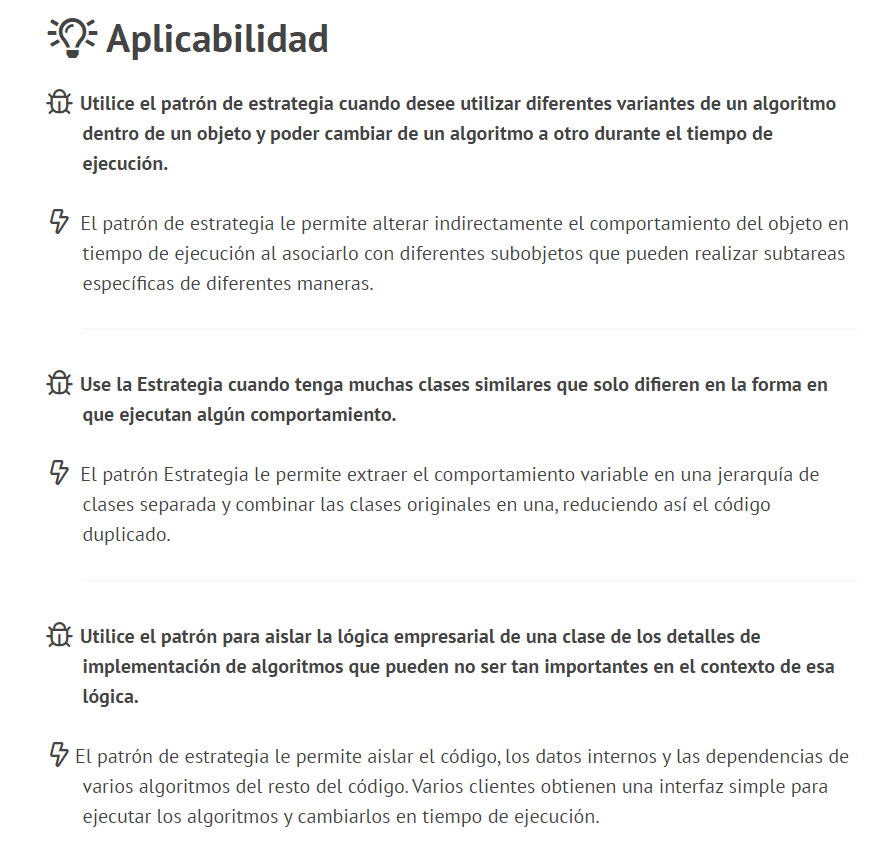 Aplicabilidad
Utilice el patrón de estrategia cuando desee utilizar diferentes variantes de un algoritmo
dentro de un objeto y poder cambiar de un algoritmo a otro durante el tiempo de
ejecución.
El patrón de estrategia le permite alterar indirectamente el comportamiento del objeto en
tiempo de ejecución al asociarlo con diferentes subobjetos que pueden realizar subtareas
específicas de diferentes maneras.
Use la Estrategia cuando tenga muchas clases similares que solo difieren en la forma en
que ejecutan algún comportamiento.
El patrón Estrategia le permite extraer el comportamiento variable en una jerarquía de
clases separada y combinar las clases originales en una, reduciendo así el código
duplicado.
Utilice el patrón para aislar la lógica empresarial de una clase de los detalles de
implementación de algoritmos que pueden no ser tan importantes en el contexto de esa
lógica.
El patrón de estrategia le permite aislar el código, los datos internos y las dependencias de
varios algoritmos del resto del código. Varios clientes obtienen una interfaz simple para
ejecutar los algoritmos y cambiarlos en tiempo de ejecución.